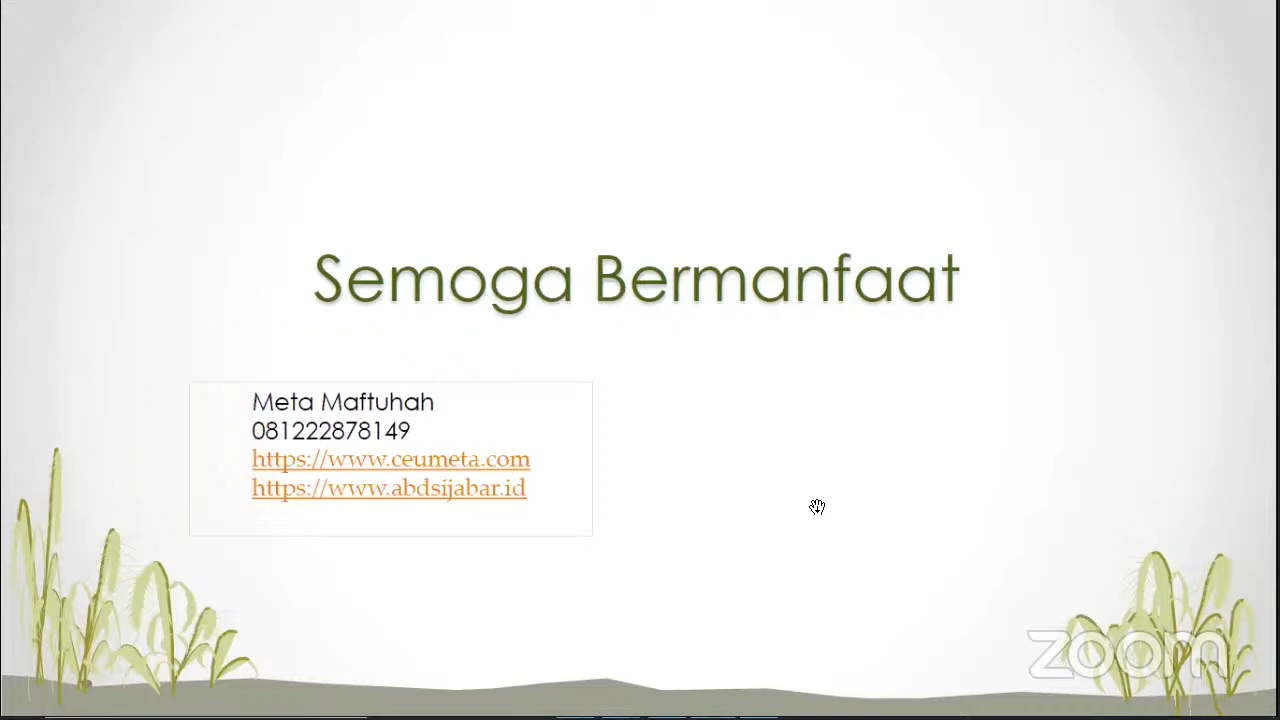 Semoga Bermanfaat
Meta Maftuhah
081222878149
https://www.ceumeta.com
https://www.abdsijabar.id
zoom